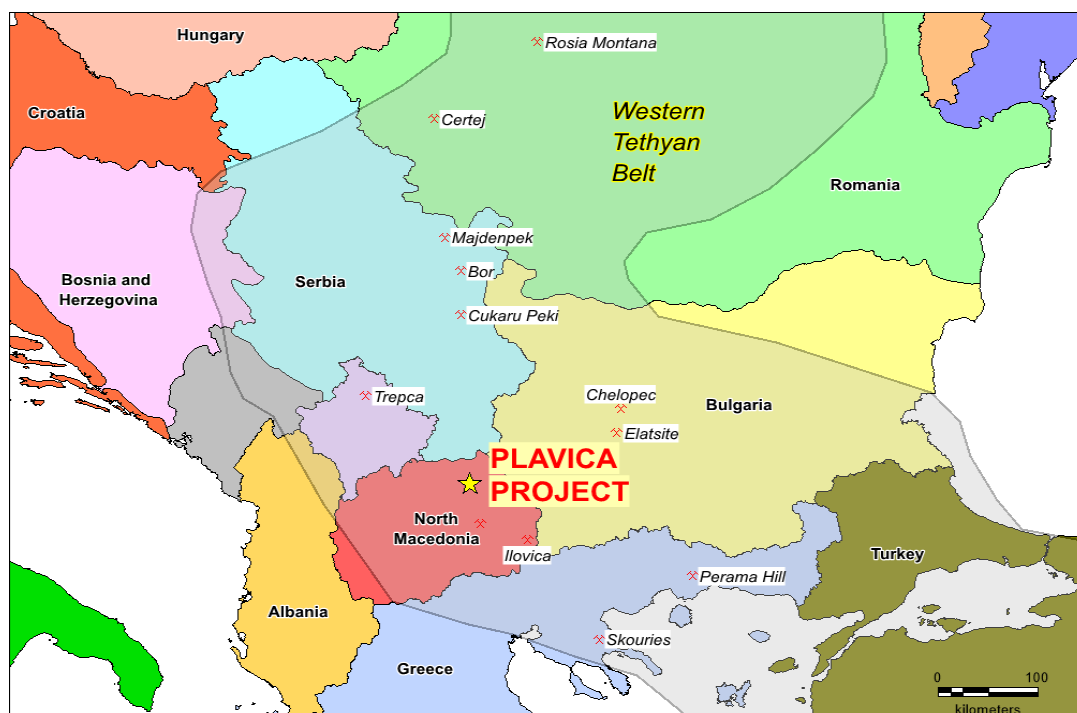 Hungary
Rosia Montana
Croatia
Certej
Western
Tethyan
Belt
Romania
Majdenpek
Bosnia and
Herzegovina
Serbia
Bor
Cukaru Peki
Trepca
Chelopec
Bulgaria
Elatsite
PLAVICA
PROJECT
North
Macedonia
Ilovica
Turkey
Perama Hill
Albania
Skouries
Greece
0 100
kilometers